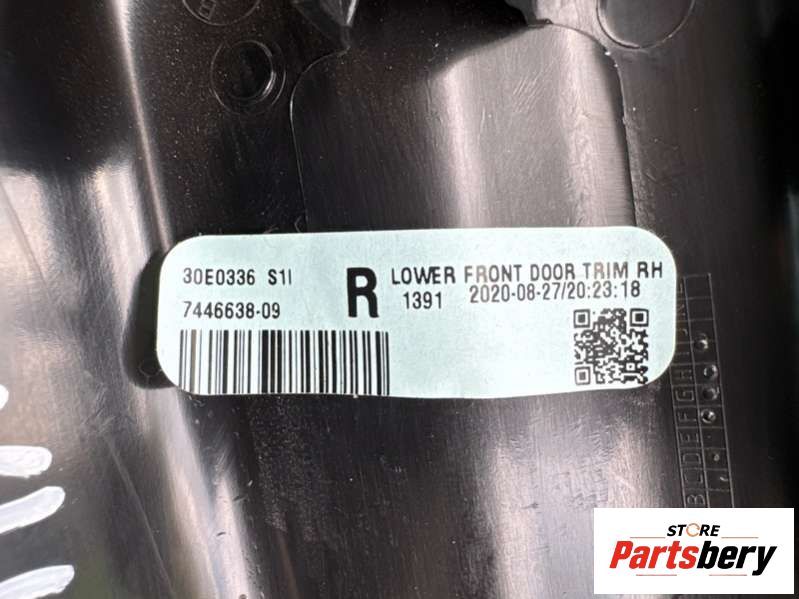 30E0336 S1I
7446638-09
R
LOWER FRONT DOOR TRIM RH
1391 2020-08-27/20:23:18
STORE
Partsbery